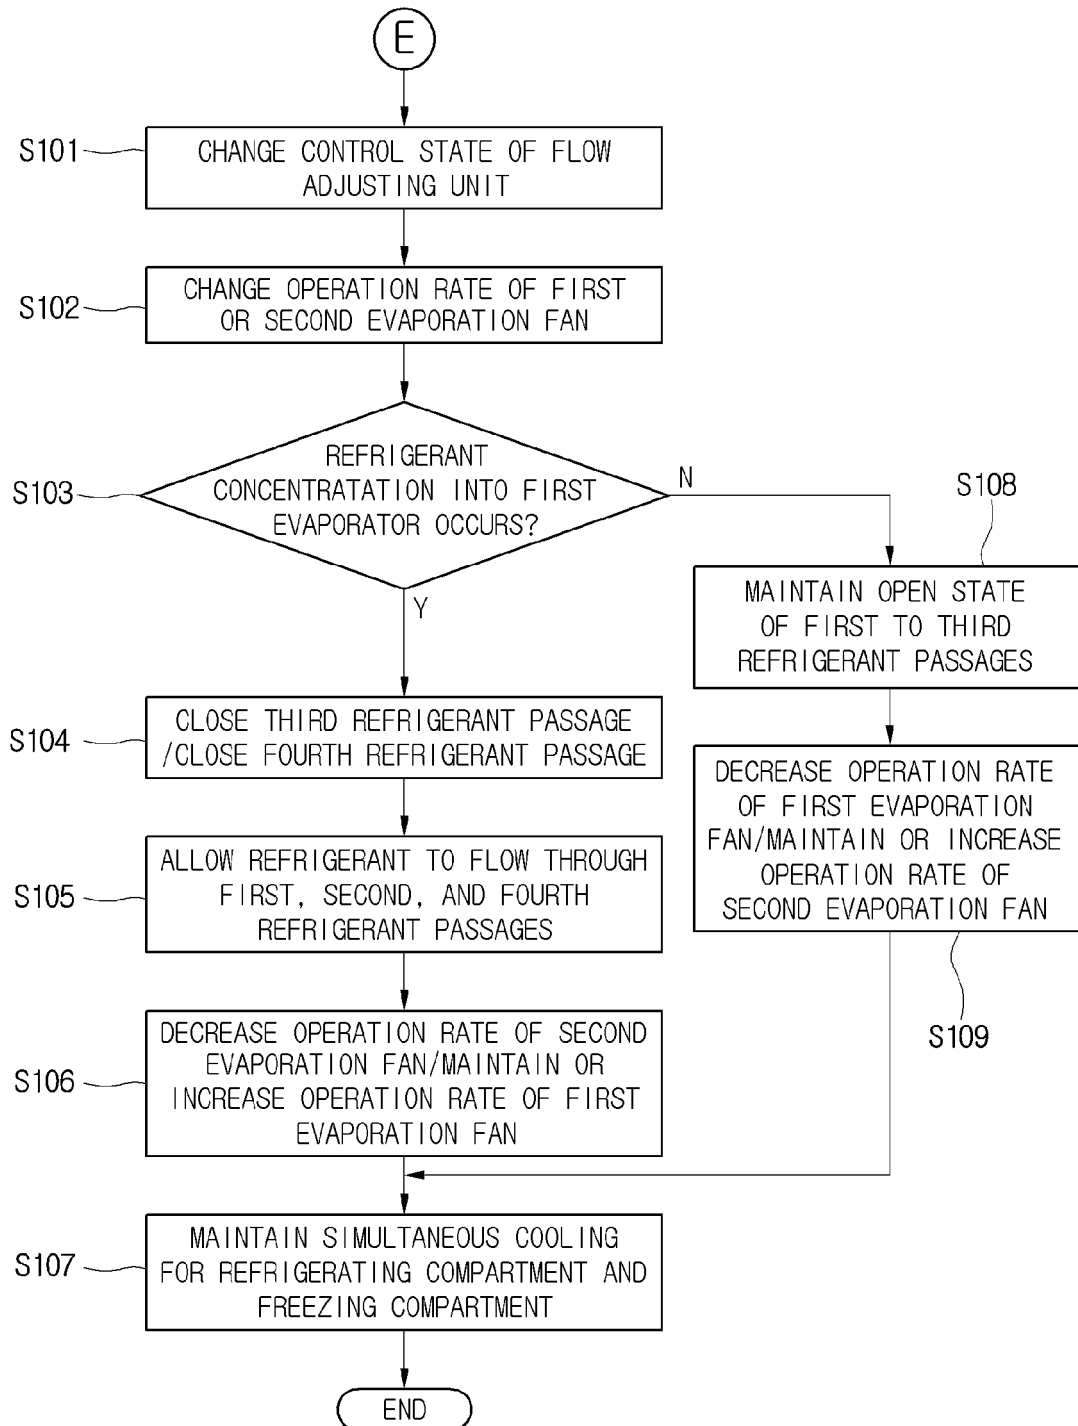 E
S101
CHANGE CONTROL STATE OF FLOW
ADJUSTING UNIT
S102
CHANGE OPERATION RATE OF FIRST
OR SECOND EVAPORATION FAN
S103
REFRIGERANT
CONCENTRATATION INTO FIRST
EVAPORATOR OCCURS?
N
Y
S108
MAINTAIN OPEN STATE
OF FIRST TO THIRD
REFRIGERANT PASSAGES
S104
CLOSE THIRD REFRIGERANT PASSAGE
/CLOSE FOURTH REFRIGERANT PASSAGE
DECREASE OPERATION RATE
OF FIRST EVAPORATION
FAN/MAINTAIN OR INCREASE
OPERATION RATE OF
SECOND EVAPORATION FAN
S109
S105
ALLOW REFRIGERANT TO FLOW THROUGH
FIRST, SECOND, AND FOURTH
REFRIGERANT PASSAGES
S106
DECREASE OPERATION RATE OF SECOND
EVAPORATION FAN/MAINTAIN OR
INCREASE OPERATION RATE OF FIRST
EVAPORATION FAN
S107
MAINTAIN SIMULTANEOUS COOLING
FOR REFRIGERATING COMPARTMENT AND
FREEZING COMPARTMENT
END